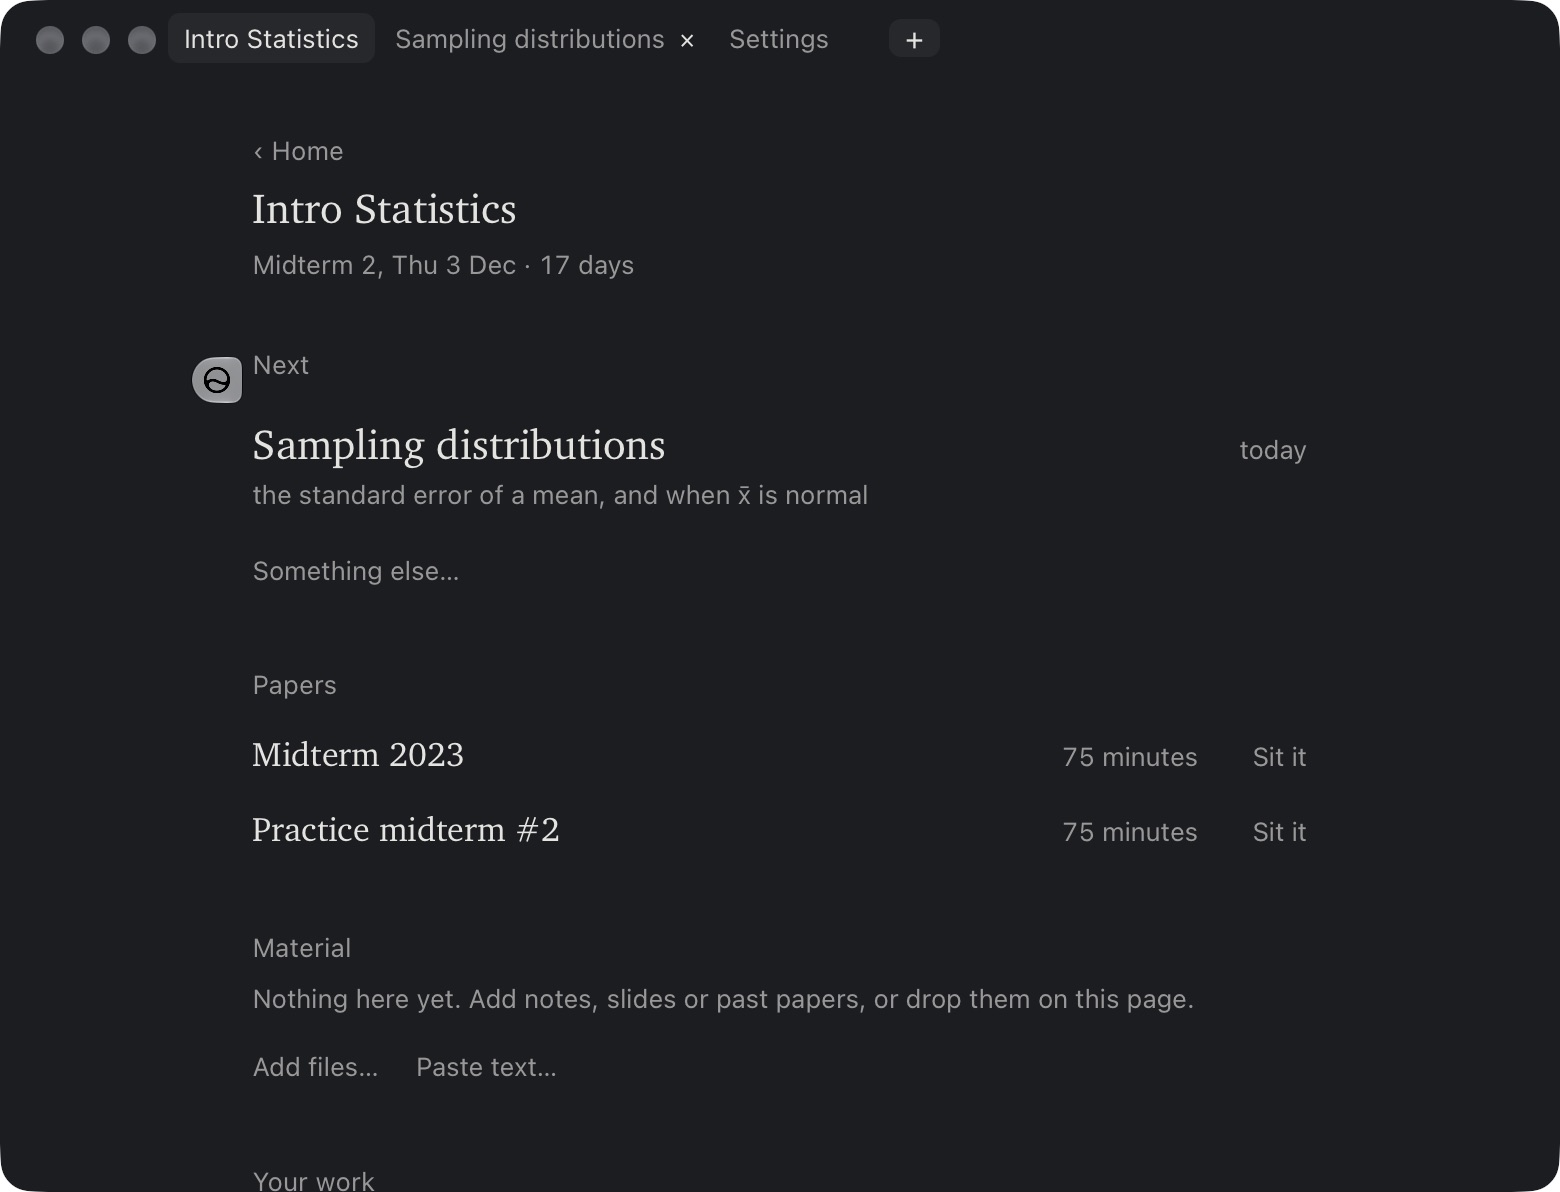 Intro Statistics
Sampling distributions ×
Settings
+
‹ Home
Intro Statistics
Midterm 2, Thu 3 Dec · 17 days
Next
Sampling distributions
today
the standard error of a mean, and when x̄ is normal
Something else...
Papers
Midterm 2023
75 minutes
Sit it
Practice midterm #2
75 minutes
Sit it
Material
Nothing here yet. Add notes, slides or past papers, or drop them on this page.
Add files...
Paste text...
Your work